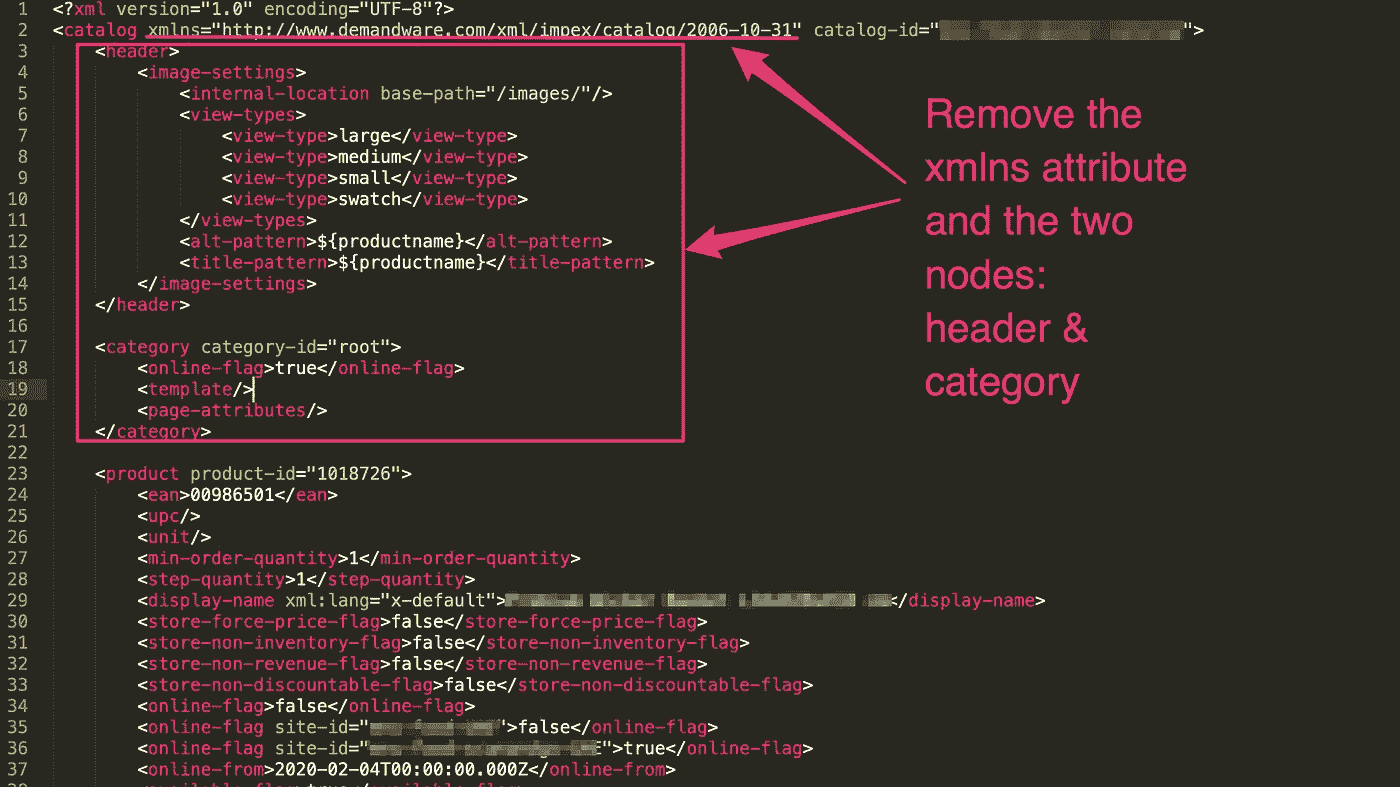 1 <?xml version="1.0" encoding="UTF-8"?>
2 <catalog xmlns="http://www.demandware.com/xml/impex/catalog/2006-10-31" catalog-id="">
3 <header>
4 <image-settings>
5 <internal-location base-path="/images/"/>
6 <view-types>
7 <view-type>large</view-type>
8 <view-type>medium</view-type>
9 <view-type>small</view-type>
10 <view-type>swatch</view-type>
11 </view-types>
12 <alt-pattern>${productname}</alt-pattern>
13 <title-pattern>${productname}</title-pattern>
14 </image-settings>
15 </header>
16
17 <category category-id="root">
18 <online-flag>true</online-flag>
19 <template/>
20 <page-attributes/>
21 </category>
22
23 <product product-id="1018726">
24 <ean>00986501</ean>
25 <upc/>
26 <unit/>
27 <min-order-quantity>1</min-order-quantity>
28 <step-quantity>1</step-quantity>
29 <display-name xml:lang="x-default"></display-name>
30 <store-force-price-flag>false</store-force-price-flag>
31 <store-non-inventory-flag>false</store-non-inventory-flag>
32 <store-non-revenue-flag>false</store-non-revenue-flag>
33 <store-non-discountable-flag>false</store-non-discountable-flag>
34 <online-flag>false</online-flag>
35 <online-flag site-id="">false</online-flag>
36 <online-flag site-id="">true</online-flag>
37 <online-from>2020-02-04T00:00:00.000Z</online-from>
Remove the
xmlns attribute
and the two
nodes:
header &
category